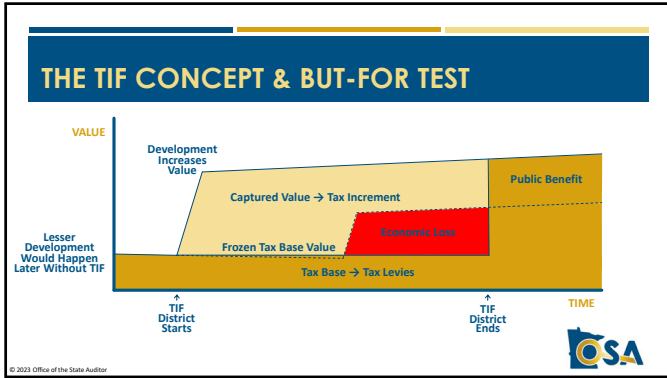 THE TIF CONCEPT & BUT-FOR TEST
VALUE
Development
Increases
Value
Public Benefit
Captured Value → Tax Increment
Economic Loss
Lesser
Development
Would Happen
Later Without TIF
Frozen Tax Base Value
Tax Base → Tax Levies
TIME
↑
TIF
District
Starts
↑
TIF
District
Ends
OSA
© 2023 Office of the State Auditor